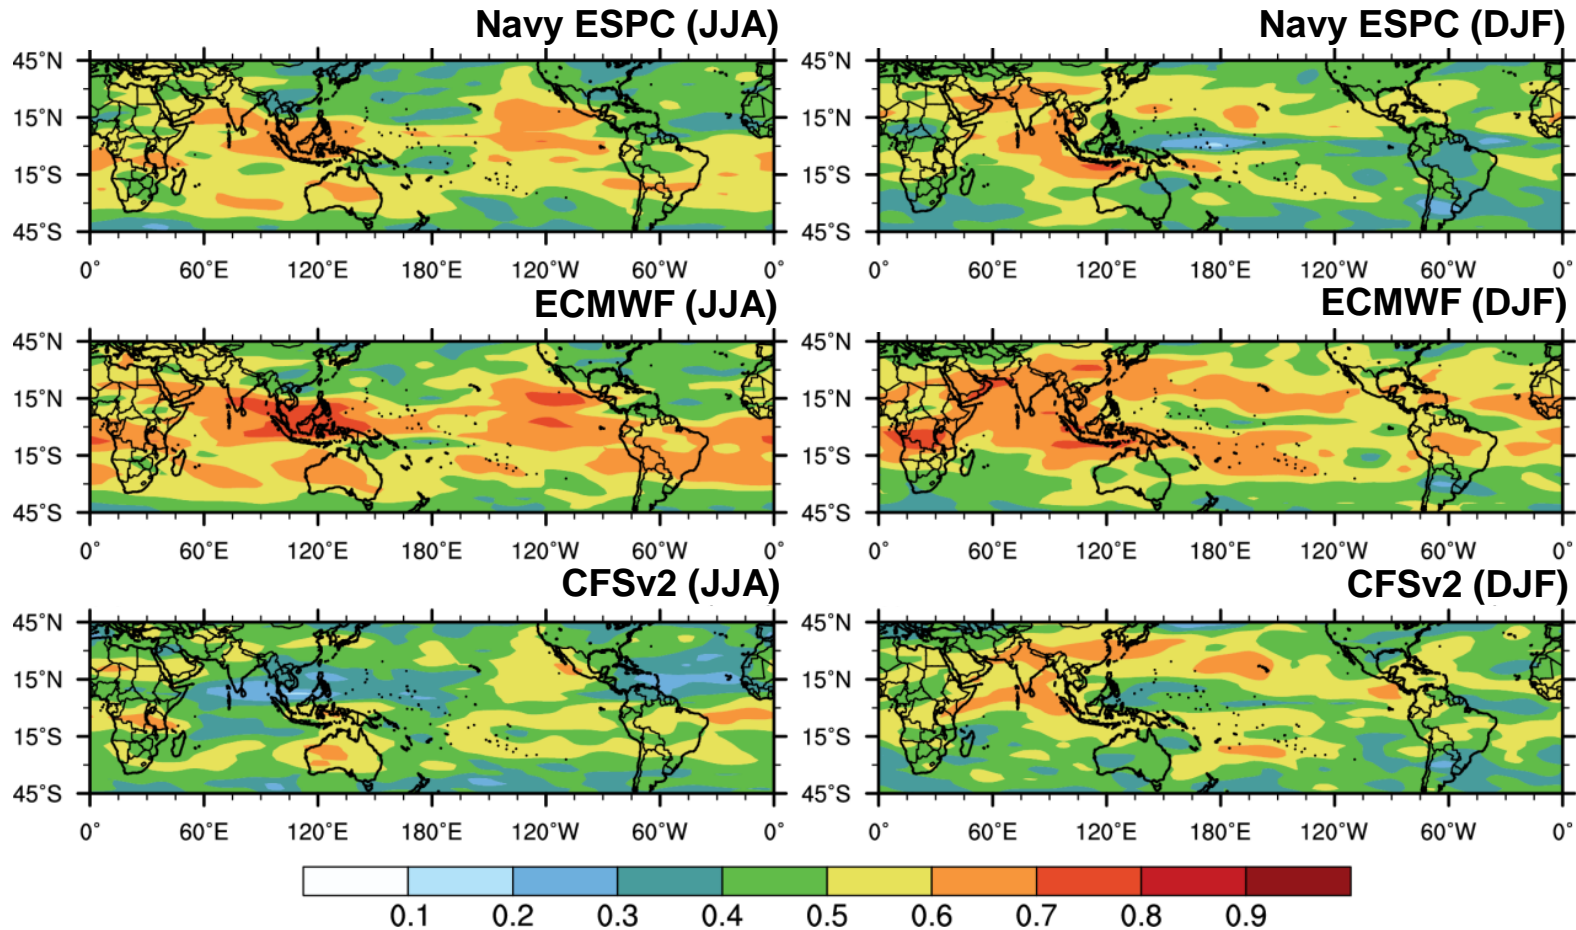 Navy ESPC (JJA) Navy ESPC (DJF)
45°N 45°N
15°N 15°N
15°S 15°S
45°S 45°S
0° 60°E 120°E 180°E 120°W 60°W 0° 0° 60°E 120°E 180°E 120°W 60°W 0°
ECMWF (JJA) ECMWF (DJF)
45°N 45°N
15°N 15°N
15°S 15°S
45°S 45°S
0° 60°E 120°E 180°E 120°W 60°W 0° 0° 60°E 120°E 180°E 120°W 60°W 0°
CFSv2 (JJA) CFSv2 (DJF)
45°N 45°N
15°N 15°N
15°S 15°S
45°S 45°S
0° 60°E 120°E 180°E 120°W 60°W 0° 0° 60°E 120°E 180°E 120°W 60°W 0°
0.1 0.2 0.3 0.4 0.5 0.6 0.7 0.8 0.9